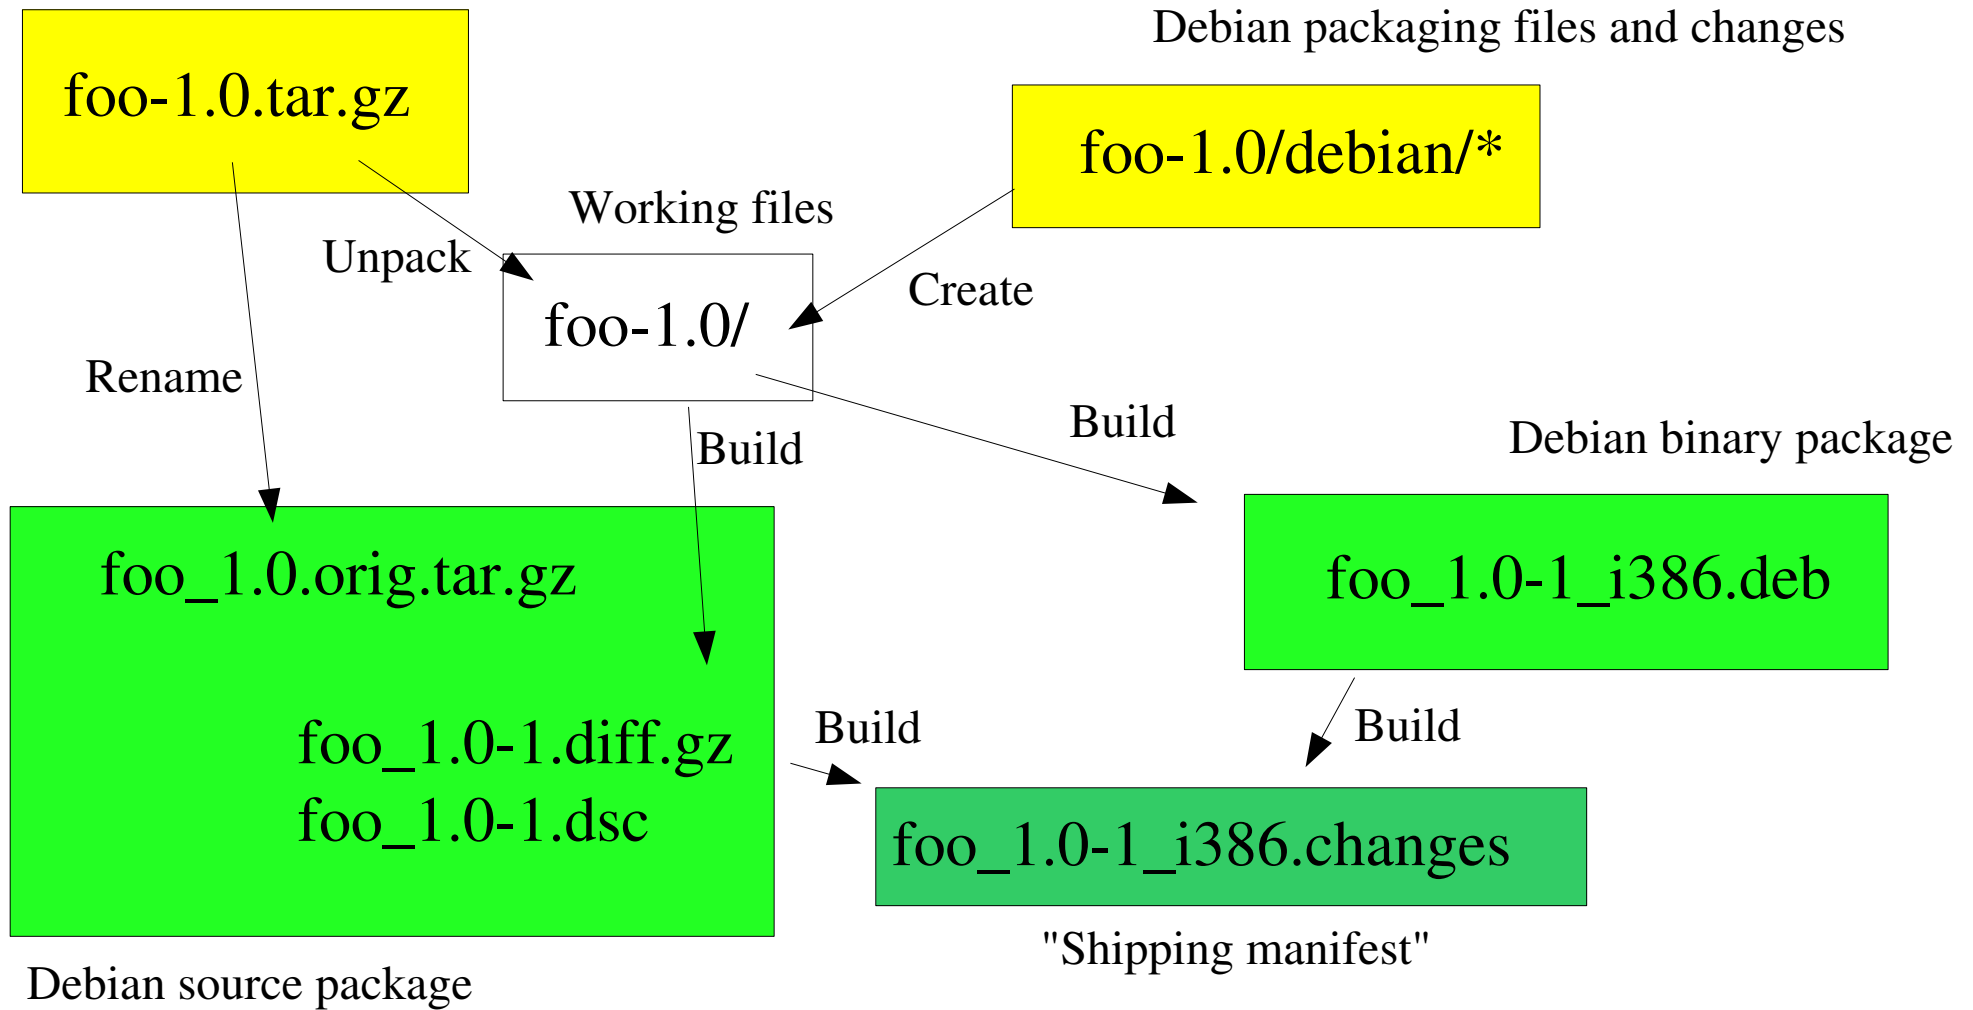 Debian packaging files and changes
foo-1.0.tar.gz
foo-1.0/debian/*
Working files
Unpack
Create
foo-1.0/
Rename
Build
Build
Debian binary package
foo_1.0.orig.tar.gz
foo_1.0-1_i386.deb
foo_1.0-1.diff.gz
foo_1.0-1.dsc
Build
Build
foo_1.0-1_i386.changes
"Shipping manifest"
Debian source package